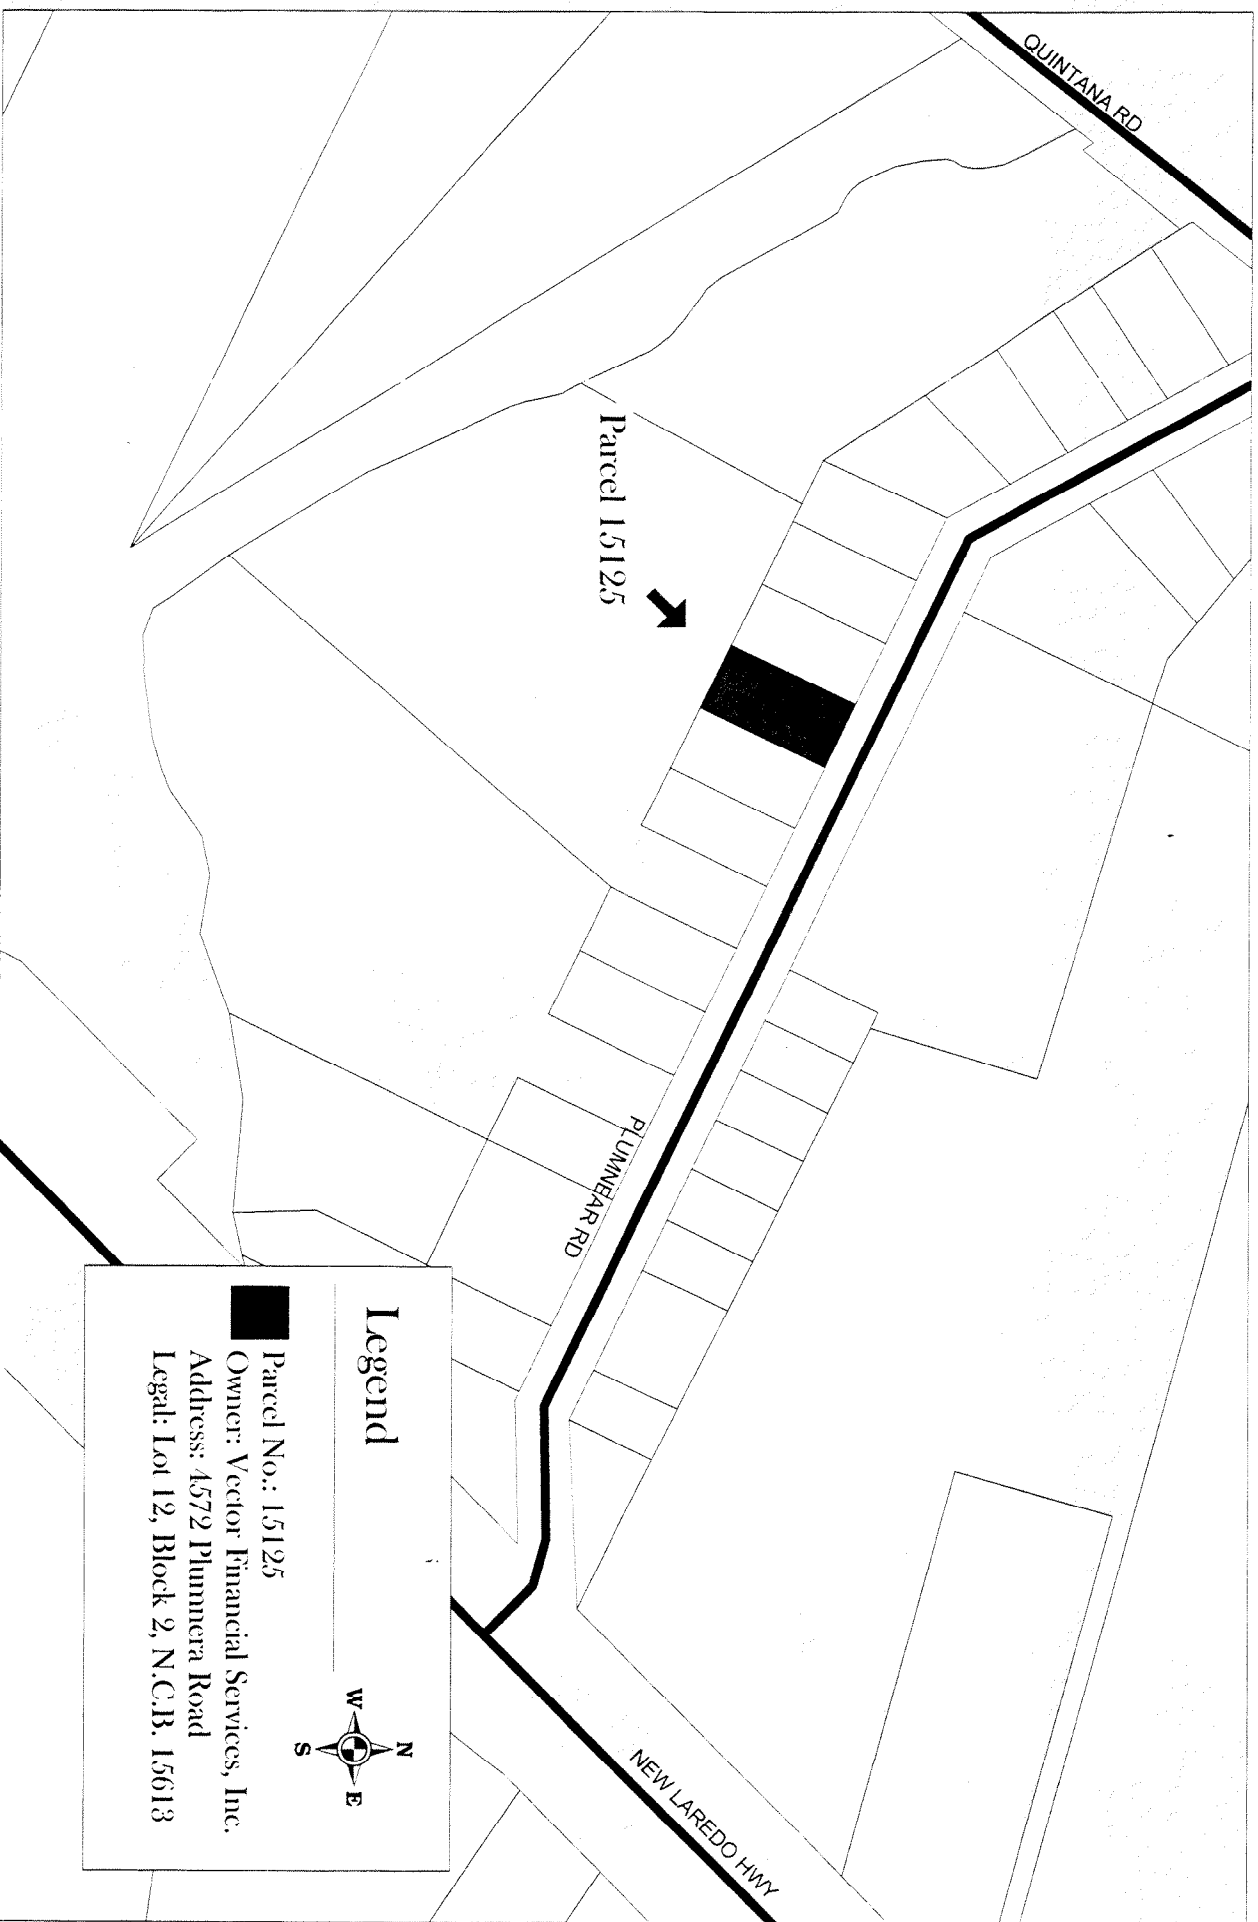 QUINTANA RD
Parcel 15125
PLUMNEAR RD
NEW LAREDO HWY
Legend
N
W
E
S
Parcel No.: 15125
Owner: Vector Financial Services, Inc.
Address: 4572 Plumnera Road
Legal: Lot 12, Block 2, N.C.B. 15613